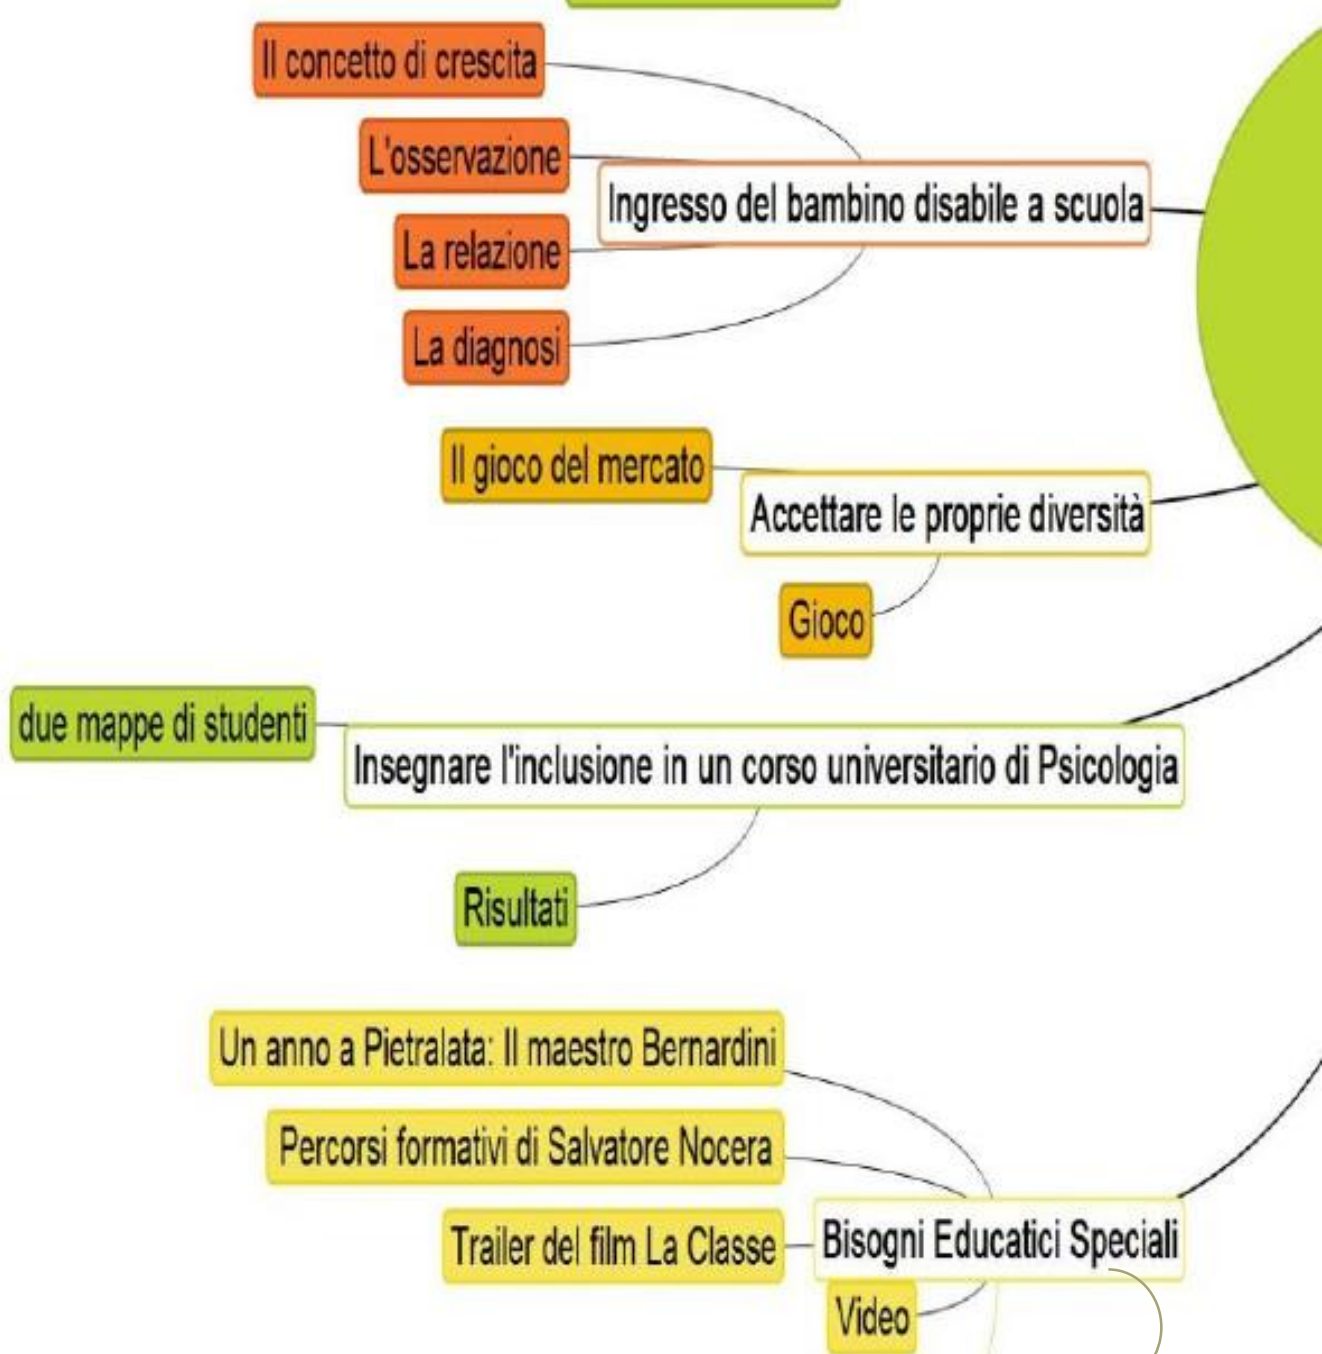 Il concetto di crescita
L'osservazione
Ingresso del bambino disabile a scuola
La relazione
La diagnosi
Il gioco del mercato
Accettare le proprie diversità
Gioco
due mappe di studenti
Insegnare l'inclusione in un corso universitario di Psicologia
Risultati
Un anno a Pietralata: Il maestro Bernardini
Percorsi formativi di Salvatore Nocera
Trailer del film La Classe
Bisogni Educatici Speciali
Video